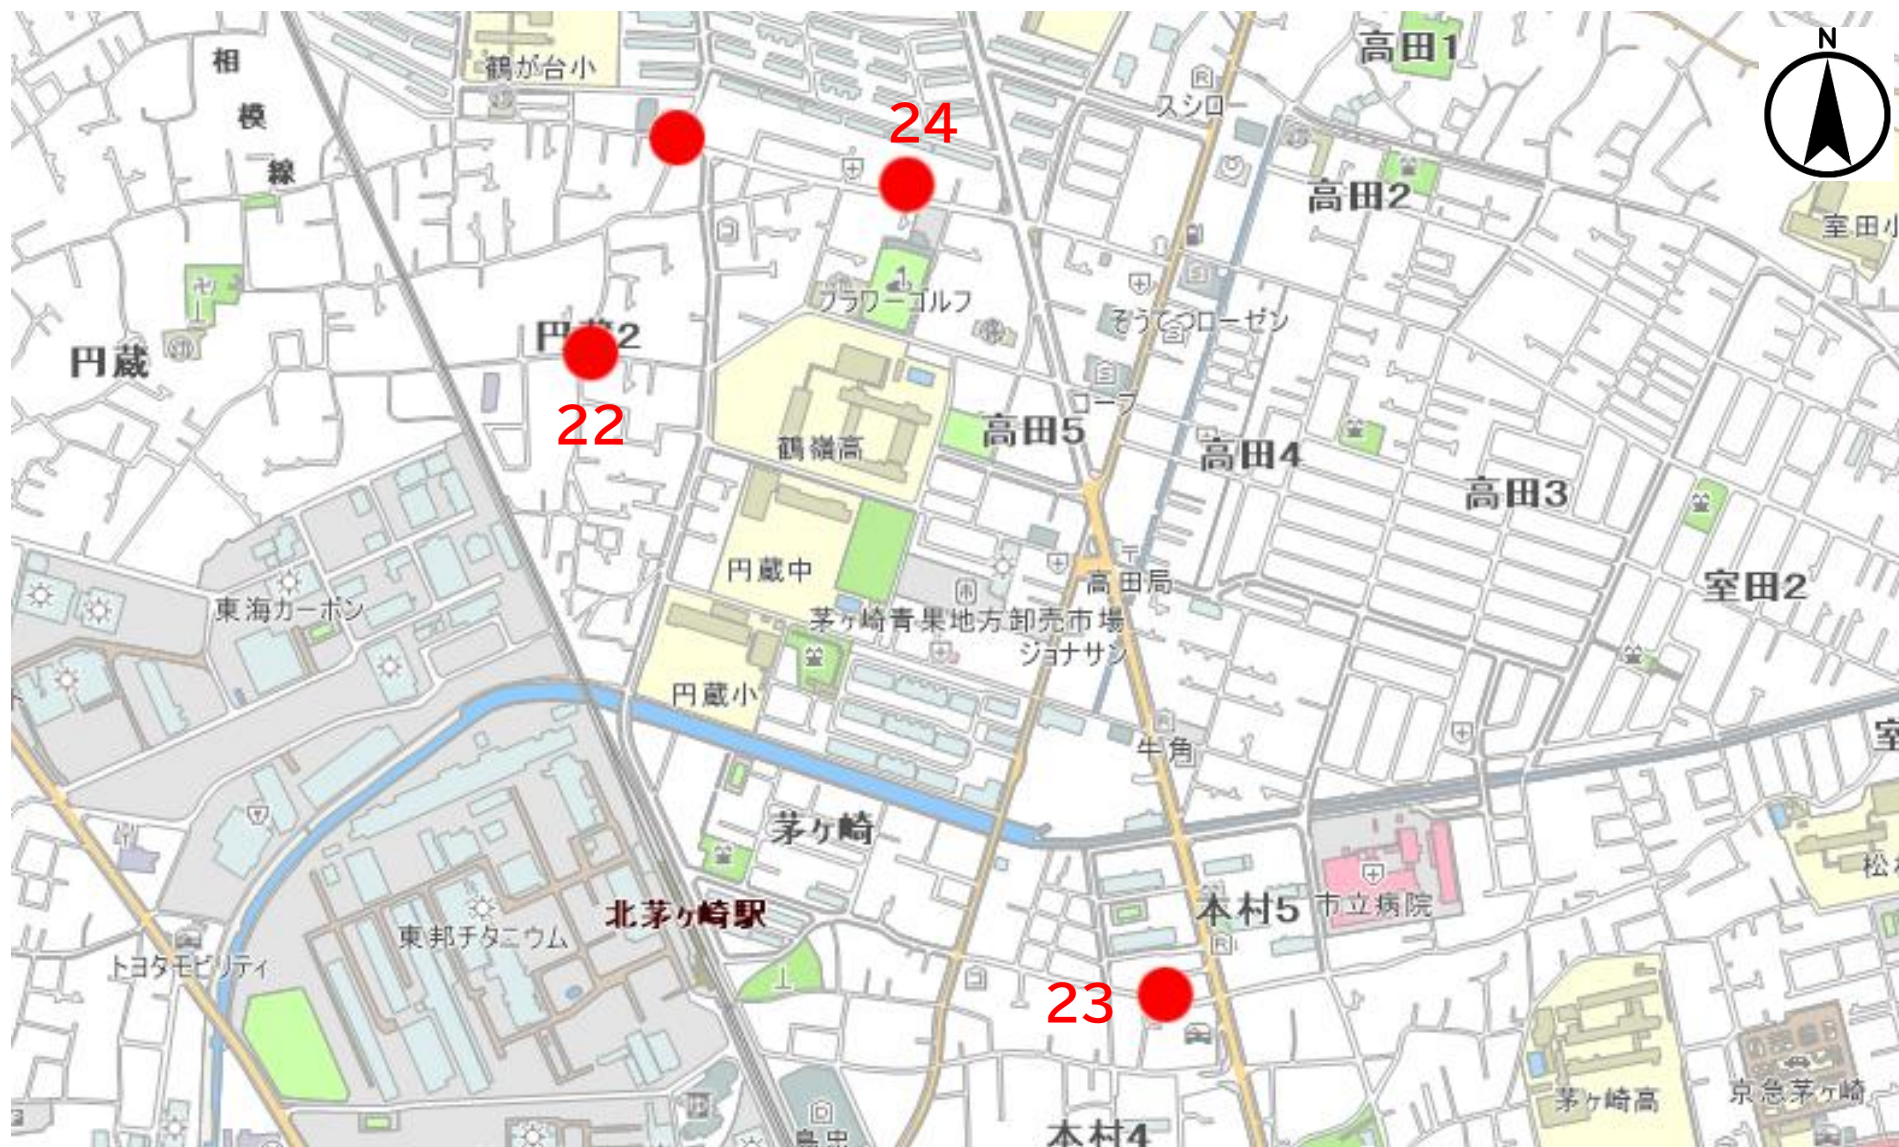 N
相
模
線
鶴が台小
24
スシロー
高田1
高田2
室田小
フラワーゴルフ
そうてつローゼン
円蔵
22
コープ
高田5
高田4
高田3
鶴嶺高
円蔵中
高田局
室田2
東海カーボン
茅ヶ崎青果地方卸売市場
ジョナサン
円蔵小
牛角
茅ヶ崎
北茅ヶ崎駅
東邦チタニウム
トヨタモビリティ
本村5
市立病院
23
茅ヶ崎高
京急茅ヶ崎
本村4